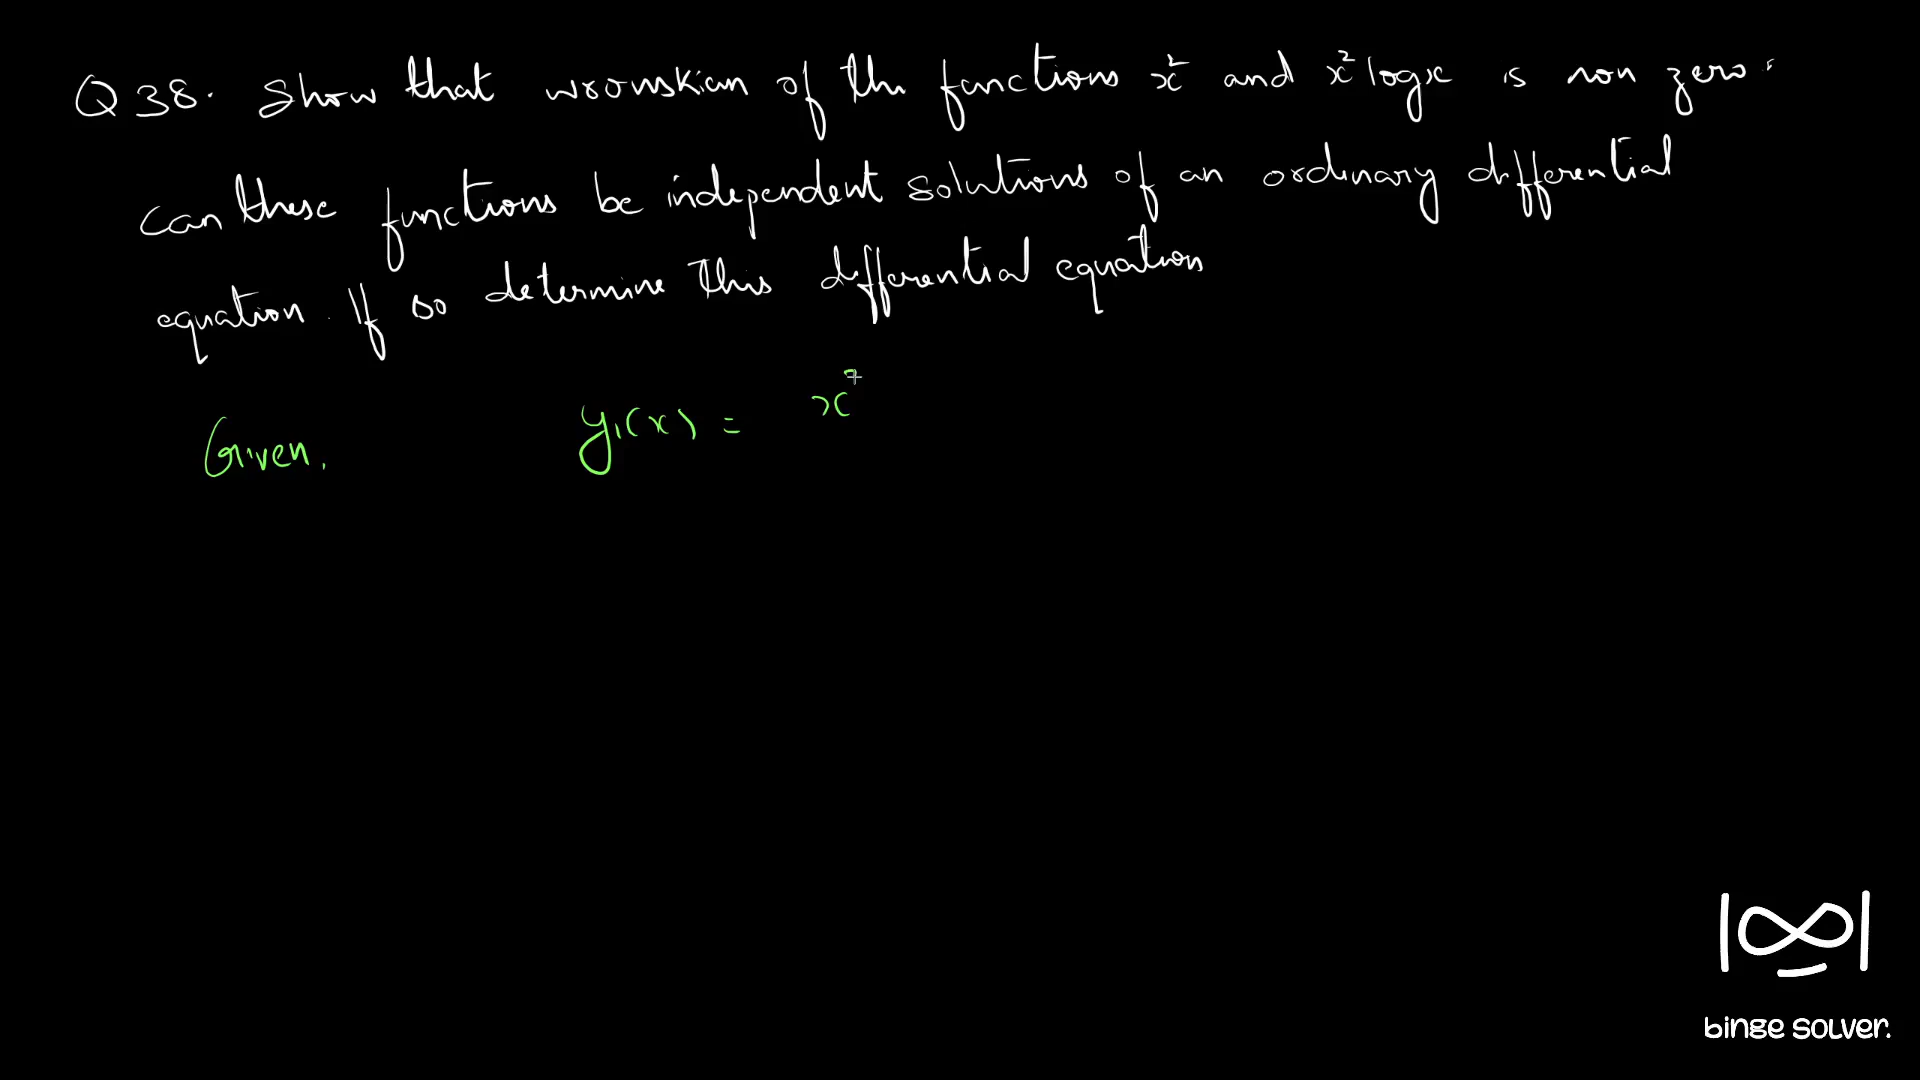 Q 38. Show that wronskian of the functions x² and x² logx is non zero.
can these functions be independent solutions of an ordinary differential
equation. If so determine this differential equation
Given, y₁(x) = x²
binge solver.